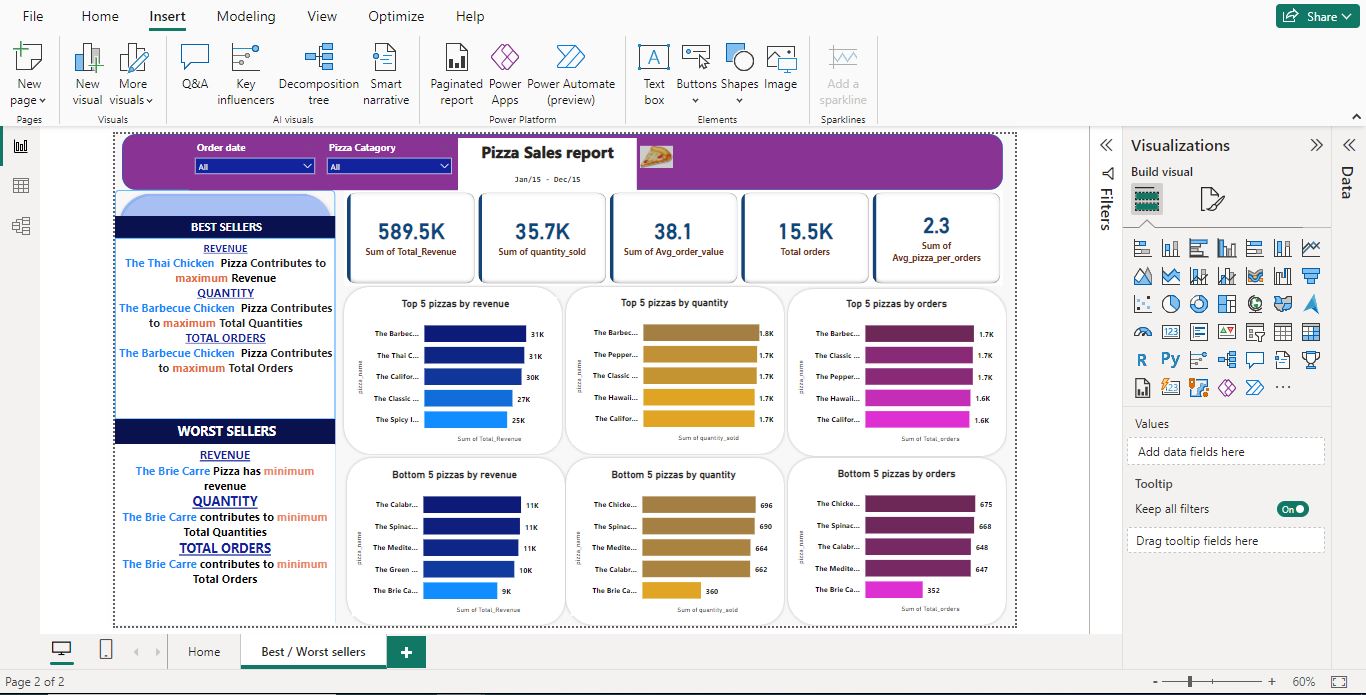 File Home Insert Modeling View Optimize Help
Share
New page
New visual
More visuals
Q&A
Key influencers
Decomposition tree
Smart narrative
Paginated report
Power Apps
Power Automate (preview)
Text box
Buttons
Shapes
Image
Add a sparkline
Pages
Visuals
AI visuals
Power Platform
Elements
Sparklines
Order date
All
Pizza Catagory
All
Pizza Sales report
Jan/15 - Dec/15
BEST SELLERS
REVENUE
The Thai Chicken Pizza Contributes to
maximum Revenue
QUANTITY
The Barbecue Chicken Pizza Contributes
to maximum Total Quantities
TOTAL ORDERS
The Barbecue Chicken Pizza Contributes
to maximum Total Orders
WORST SELLERS
REVENUE
The Brie Carre Pizza has minimum
revenue
QUANTITY
The Brie Carre contributes to minimum
Total Quantities
TOTAL ORDERS
The Brie Carre contributes to minimum
Total Orders
589.5K
Sum of Total_Revenue
35.7K
Sum of quantity_sold
38.1
Sum of Avg_order_value
15.5K
Total orders
2.3
Sum of
Avg_pizza_per_orders
Top 5 pizzas by revenue
pizza_name
The Barbec... 31K
The Thai C... 31K
The Califor... 30K
The Classic ... 27K
The Spicy I... 25K
Sum of Total_Revenue
Top 5 pizzas by quantity
pizza_name
The Barbec... 1.8K
The Pepper... 1.7K
The Classic ... 1.7K
The Hawaii... 1.7K
The Califor... 1.7K
Sum of quantity_sold
Top 5 pizzas by orders
pizza_name
The Barbec... 1.7K
The Classic ... 1.7K
The Pepper... 1.7K
The Hawaii... 1.6K
The Califor... 1.6K
Sum of Total_orders
Bottom 5 pizzas by revenue
pizza_name
The Calabr... 11K
The Spinac... 11K
The Medite... 11K
The Green ... 10K
The Brie Ca... 9K
Sum of Total_Revenue
Bottom 5 pizzas by quantity
pizza_name
The Chicke... 696
The Spinac... 690
The Medite... 664
The Calabr... 662
The Brie Ca... 360
Sum of quantity_sold
Bottom 5 pizzas by orders
pizza_name
The Chicke... 675
The Spinac... 668
The Calabr... 648
The Medite... 647
The Brie Ca... 352
Sum of Total_orders
Filters
Visualizations
Build visual
123
R Py
123
Values
Add data fields here
Tooltip
Keep all filters
On
Drag tooltip fields here
Data
Home
Best / Worst sellers
+
Page 2 of 2
- + 60%